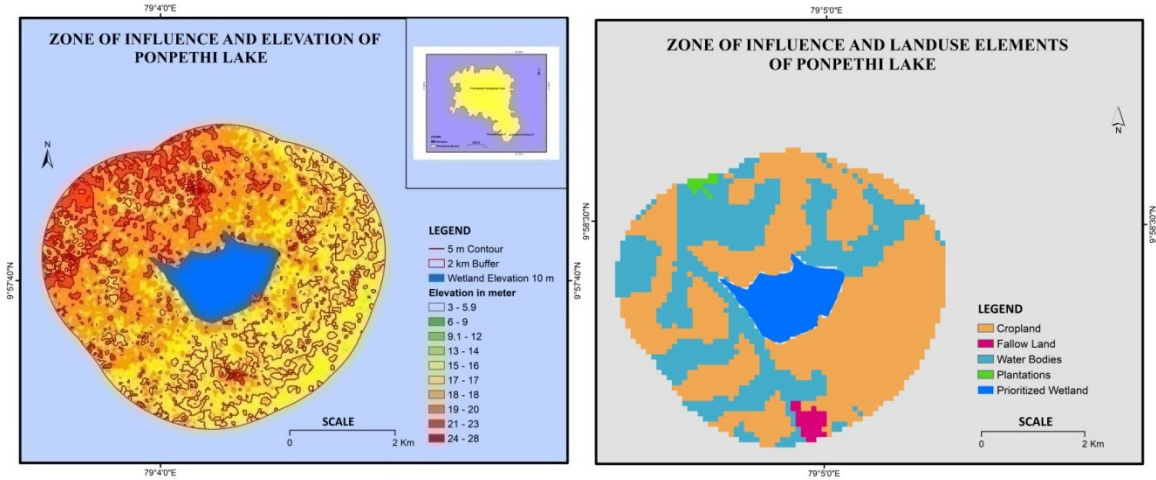 79°4'0"E
ZONE OF INFLUENCE AND ELEVATION OF
PONPETHI LAKE
N
9°57'40"N
9°57'40"N
LEGEND
5 m Contour
2 km Buffer
Wetland Elevation 10 m
Elevation in meter
3 - 5.9
6 - 9
9.1 - 12
13 - 14
15 - 16
17 - 17
18 - 18
19 - 20
21 - 23
24 - 28
SCALE
0 2 Km
79°4'0"E
79°5'0"E
ZONE OF INFLUENCE AND LANDUSE ELEMENTS
OF PONPETHI LAKE
N
9°58'30"N
9°58'30"N
LEGEND
Cropland
Fallow Land
Water Bodies
Plantations
Prioritized Wetland
SCALE
0 2 Km
79°5'0"E